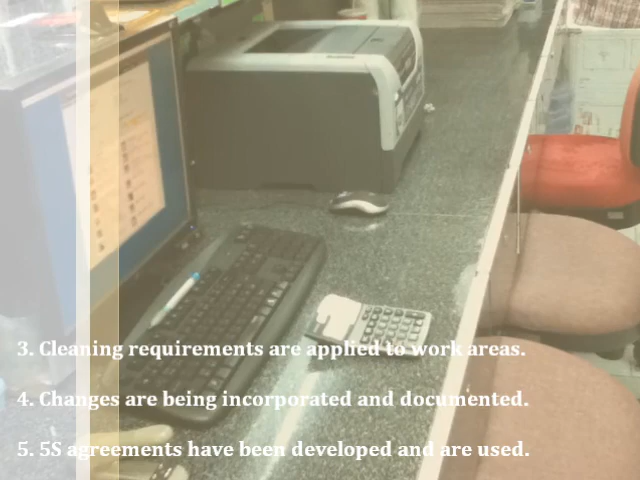 3. Cleaning requirements are applied to work areas.
4. Changes are being incorporated and documented.
5. 5S agreements have been developed and are used.